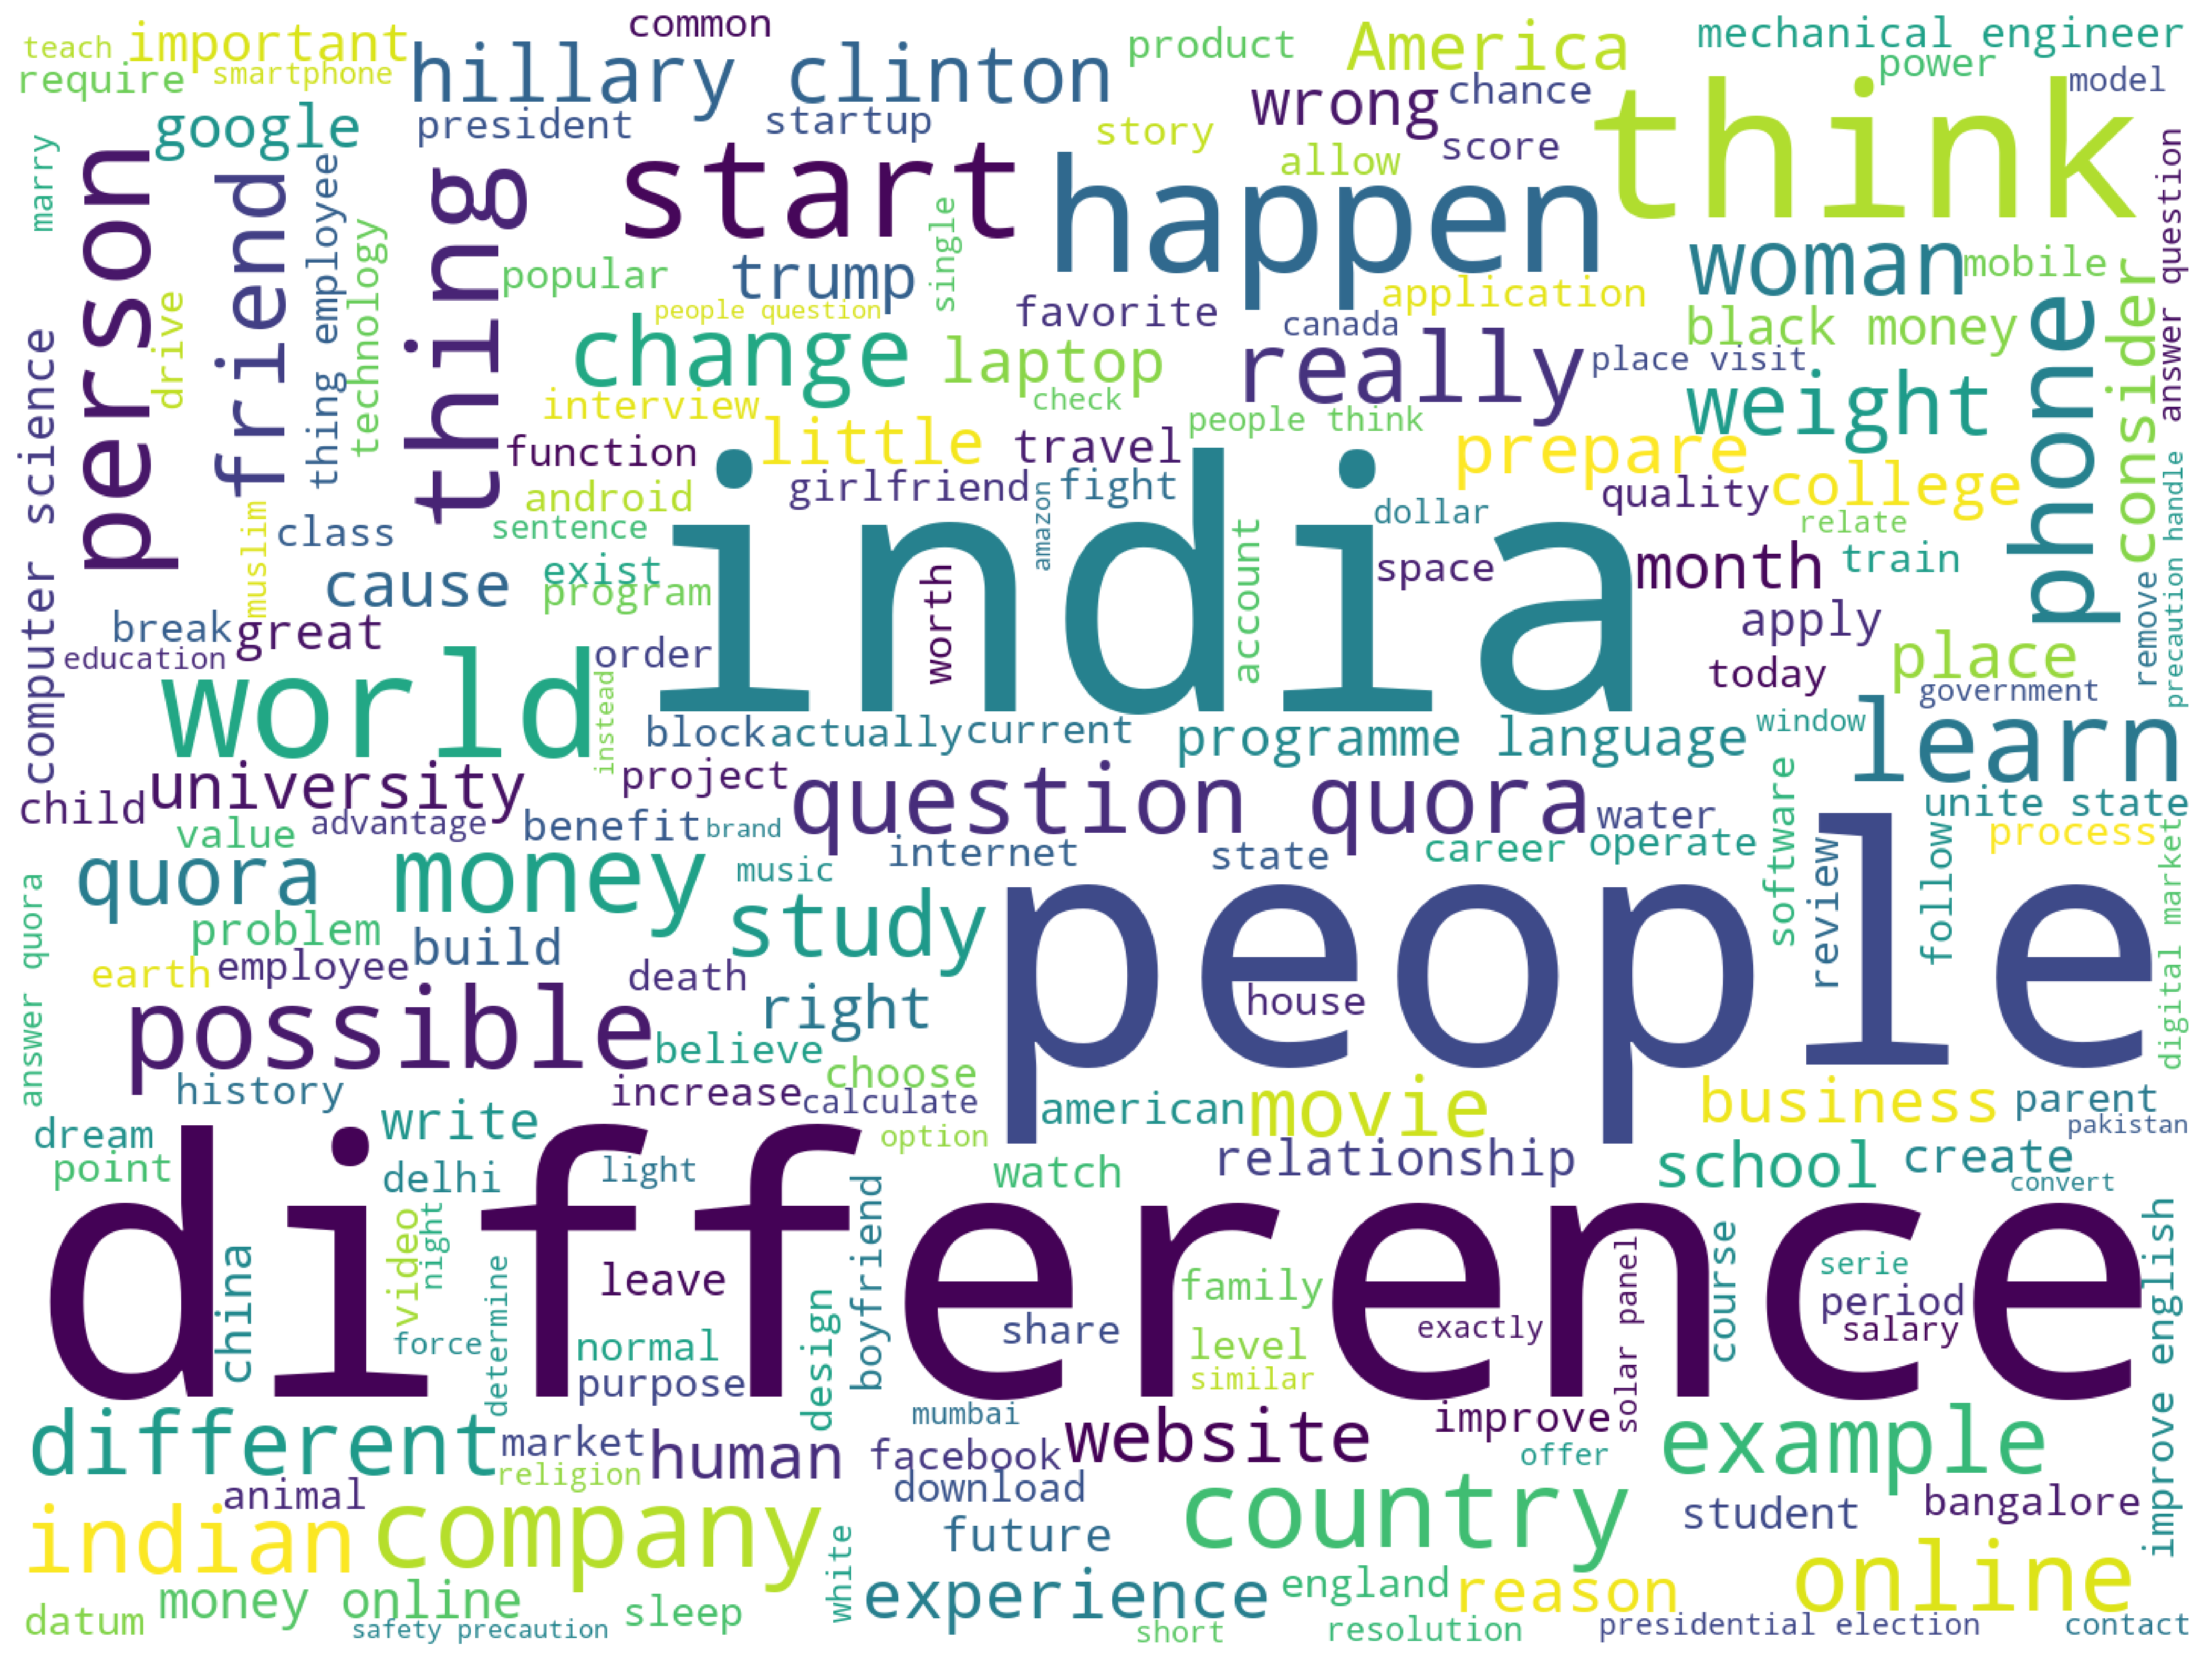 common
teach
important
hillary clinton
product
America
mechanical engineer
require
smartphone
power
model
wrong
chance
think
google
president
startup
story
score
marry
person
friend
thing employee
thing
start
happen
allow
answer question
technology
single
woman
mobile
popular
trump
application
drive
people question
favorite
canada
black money
phone
consider
change
laptop
really
place visit
computer science
interview
check
weight
little
people think
function
travel
prepare
android
girlfriend
fight
quality
college
muslim
class
sentence
india
amazon
dollar
relate
precaution handle
cause
exist
program
worth
account
space
month
train
remove
break
great
education
order
apply
place
today
world
instead
government
block
actually
current
programme language
window
learn
child
university
project
question quora
unite state
value
advantage
benefit
brand
water
software
process
quora
money
music
internet
state
career
operate
review
follow
digital market
answer quora
problem
build
study
people
earth
employee
death
right
house
possible
believe
history
increase
choose
calculate
american
movie
business
parent
dream
write
option
pakistan
point
delhi
light
watch
relationship
school
create
convert
difference
china
video
night
determine
leave
boyfriend
family
solar panel
course
serie
period
improve english
force
normal
design
share
level
exactly
salary
purpose
similar
different
market
religion
human
mumbai
facebook
website
improve
offer
example
animal
download
indian
company
future
country
student
bangalore
white
datum
money online
sleep
experience
england
reason
online
safety precaution
short
resolution
presidential election
contact